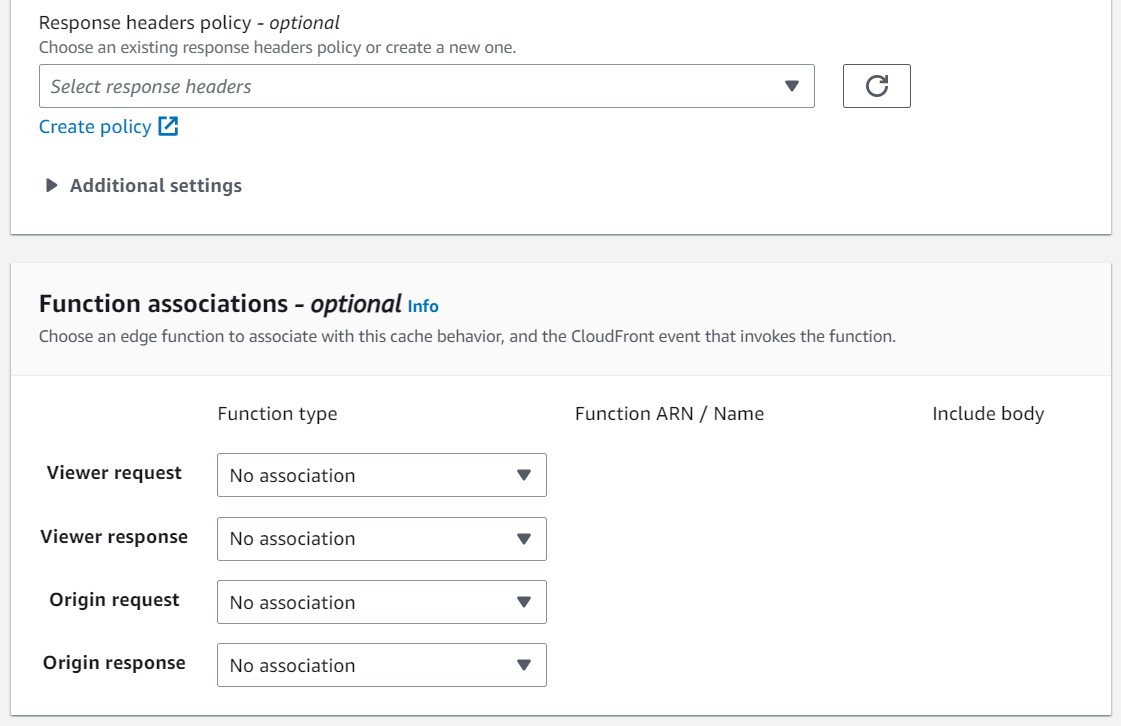 Response headers policy - optional
Choose an existing response headers policy or create a new one.
Select response headers
Create policy
Additional settings
Function associations - optional Info
Choose an edge function to associate with this cache behavior, and the CloudFront event that invokes the function.
Function type Function ARN / Name Include body
Viewer request No association
Viewer response No association
Origin request No association
Origin response No association